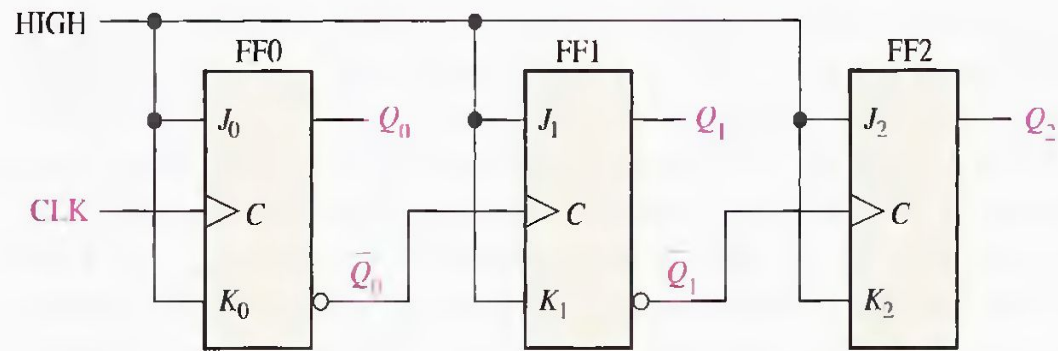 HIGH
FF0 FF1 FF2
J₀ Q₀ J₁ Q₁ J₂ Q₂
CLK C C C
Q̅₀ Q̅₁
K₀ K₁ K₂